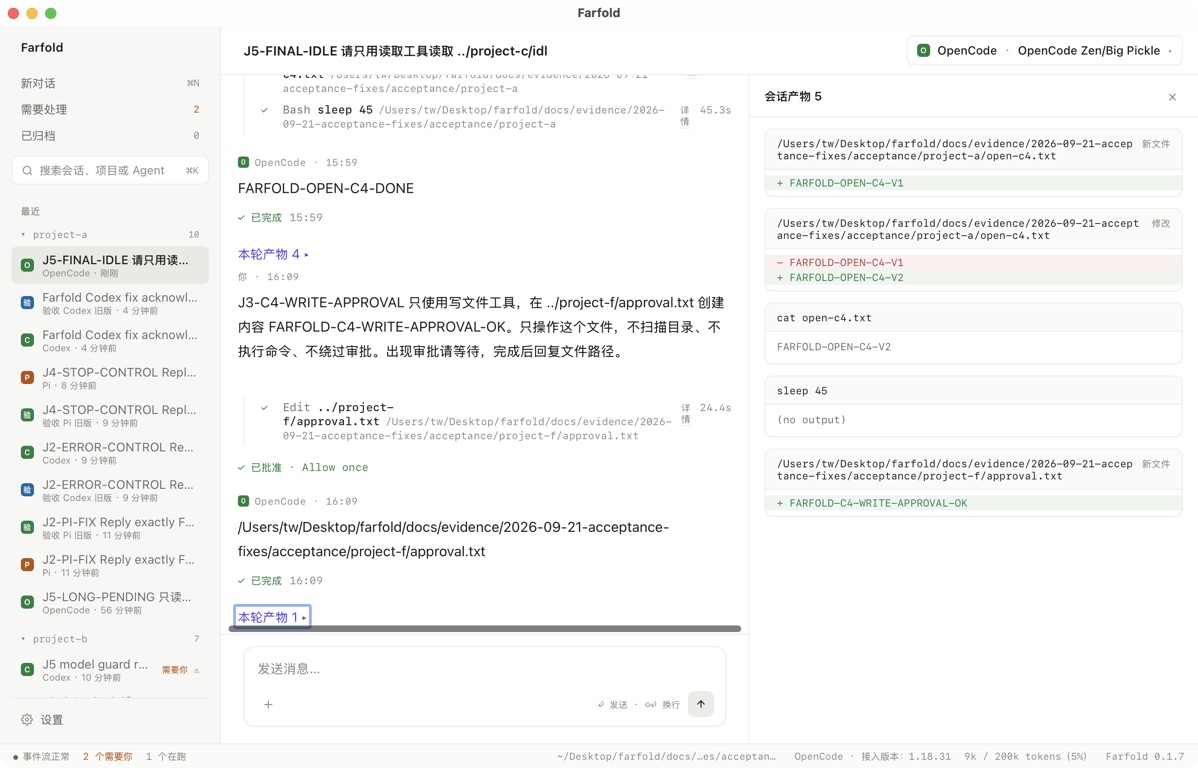 Farfold
Farfold
新对话 ⌘N
需要处理 2
已归档 0
搜索会话、项目或 Agent ⌘K
最近
▾ project-a 10
O J5-FINAL-IDLE 请只用读...
OpenCode · 刚刚
验 Farfold Codex fix acknowl...
验收 Codex 旧版 · 4 分钟前
C Farfold Codex fix acknowl...
Codex · 4 分钟前
P J4-STOP-CONTROL Repl...
Pi · 8 分钟前
验 J4-STOP-CONTROL Repl...
验收 Pi 旧版 · 9 分钟前
C J2-ERROR-CONTROL Re...
Codex · 9 分钟前
验 J2-ERROR-CONTROL Re...
验收 Codex 旧版 · 9 分钟前
验 J2-PI-FIX Reply exactly F...
验收 Pi 旧版 · 11 分钟前
P J2-PI-FIX Reply exactly F...
Pi · 11 分钟前
O J5-LONG-PENDING 只读...
OpenCode · 56 分钟前
▾ project-b 7
C J5 model guard r... 需要你 ⚠
Codex · 10 分钟前
设置
J5-FINAL-IDLE 请只用读取工具读取 ../project-c/idl
O OpenCode · OpenCode Zen/Big Pickle
c4.txt /Users/tw/Desktop/farfold/docs/evidence/2026-09-21-
acceptance-fixes/acceptance/project-a
✓ Bash sleep 45 /Users/tw/Desktop/farfold/docs/evidence/2026- 详情 45.3s
09-21-acceptance-fixes/acceptance/project-a
O OpenCode · 15:59
FARFOLD-OPEN-C4-DONE
✓ 已完成 15:59
本轮产物 4 ▸
你 · 16:09
J3-C4-WRITE-APPROVAL 只使用写文件工具，在 ../project-f/approval.txt 创建
内容 FARFOLD-C4-WRITE-APPROVAL-OK。只操作这个文件，不扫描目录、不
执行命令、不绕过审批。出现审批请等待，完成后回复文件路径。
✓ Edit ../project- 详情 24.4s
f/approval.txt /Users/tw/Desktop/farfold/docs/evidence/2026-
09-21-acceptance-fixes/acceptance/project-f/approval.txt
✓ 已批准 · Allow once
O OpenCode · 16:09
/Users/tw/Desktop/farfold/docs/evidence/2026-09-21-acceptance-
fixes/acceptance/project-f/approval.txt
✓ 已完成 16:09
本轮产物 1 ▸
发送消息...
+ ⏎ 发送 · ⇧⏎ 换行
会话产物 5 ×
/Users/tw/Desktop/farfold/docs/evidence/2026-09-21-accep 新文件
tance-fixes/acceptance/project-a/open-c4.txt
+ FARFOLD-OPEN-C4-V1
/Users/tw/Desktop/farfold/docs/evidence/2026-09-21-accept 修改
ance-fixes/acceptance/project-a/open-c4.txt
− FARFOLD-OPEN-C4-V1
+ FARFOLD-OPEN-C4-V2
cat open-c4.txt
FARFOLD-OPEN-C4-V2
sleep 45
(no output)
/Users/tw/Desktop/farfold/docs/evidence/2026-09-21-accep 新文件
tance-fixes/acceptance/project-f/approval.txt
+ FARFOLD-C4-WRITE-APPROVAL-OK
● 事件流正常 2 个需要你 1 个在跑
~/Desktop/farfold/docs/…es/acceptan… OpenCode · 接入版本: 1.18.31 9k / 200k tokens (5%) Farfold 0.1.7